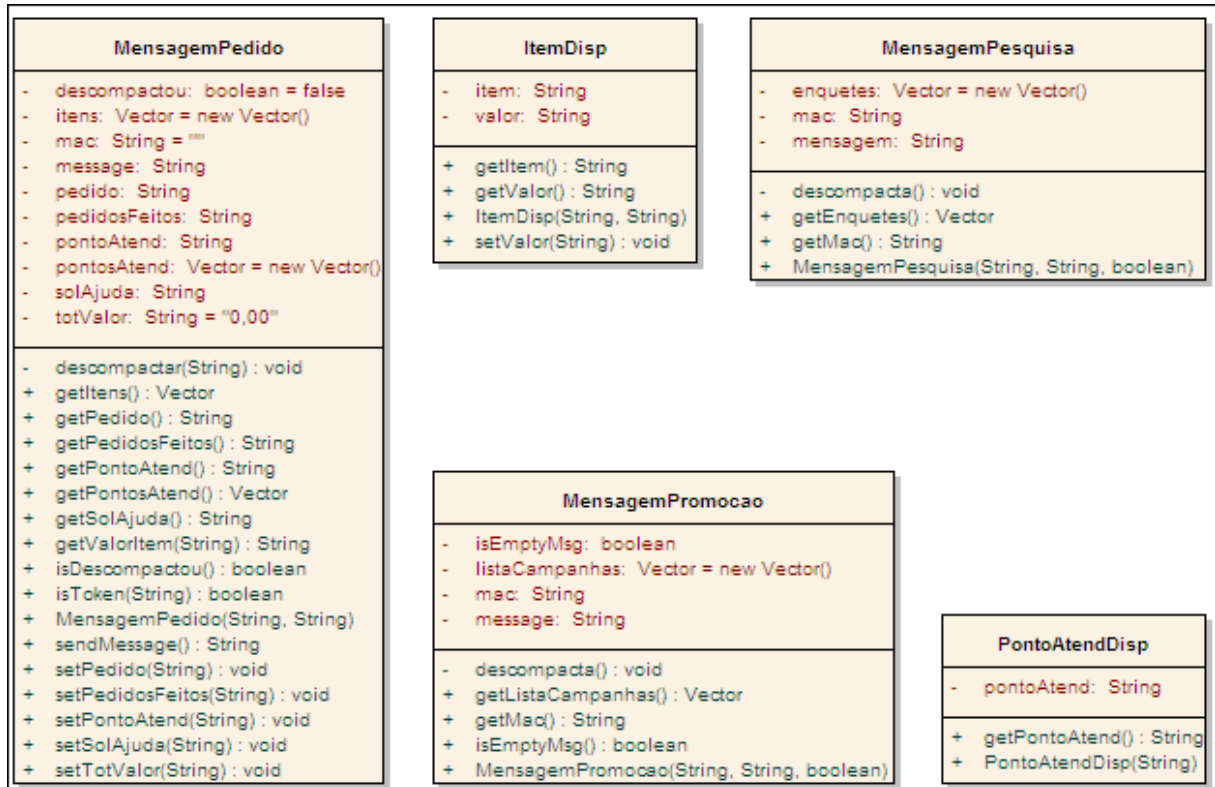 MensagemPedido
- descompactou: boolean = false
- itens: Vector = new Vector()
- mac: String = ""
- message: String
- pedido: String
- pedidosFeitos: String
- pontoAtend: String
- pontosAtend: Vector = new Vector()
- solAjuda: String
- totValor: String = "0,00"
- descompactar(String) : void
+ getItens() : Vector
+ getPedido() : String
+ getPedidosFeitos() : String
+ getPontoAtend() : String
+ getPontosAtend() : Vector
+ getSolAjuda() : String
+ getValorItem(String) : String
+ isDescompactou() : boolean
+ isToken(String) : boolean
+ MensagemPedido(String, String)
+ sendMessage() : String
+ setPedido(String) : void
+ setPedidosFeitos(String) : void
+ setPontoAtend(String) : void
+ setSolAjuda(String) : void
+ setTotValor(String) : void
ItemDisp
- item: String
- valor: String
+ getItem() : String
+ getValor() : String
+ ItemDisp(String, String)
+ setValor(String) : void
MensagemPesquisa
- enquetes: Vector = new Vector()
- mac: String
- mensagem: String
- descompacta() : void
+ getEnquetes() : Vector
+ getMac() : String
+ MensagemPesquisa(String, String, boolean)
MensagemPromocao
- isEmptyMsg: boolean
- listaCampanhas: Vector = new Vector()
- mac: String
- message: String
- descompacta() : void
+ getListaCampanhas() : Vector
+ getMac() : String
+ isEmptyMsg() : boolean
+ MensagemPromocao(String, String, boolean)
PontoAtendDisp
- pontoAtend: String
+ getPontoAtend() : String
+ PontoAtendDisp(String)